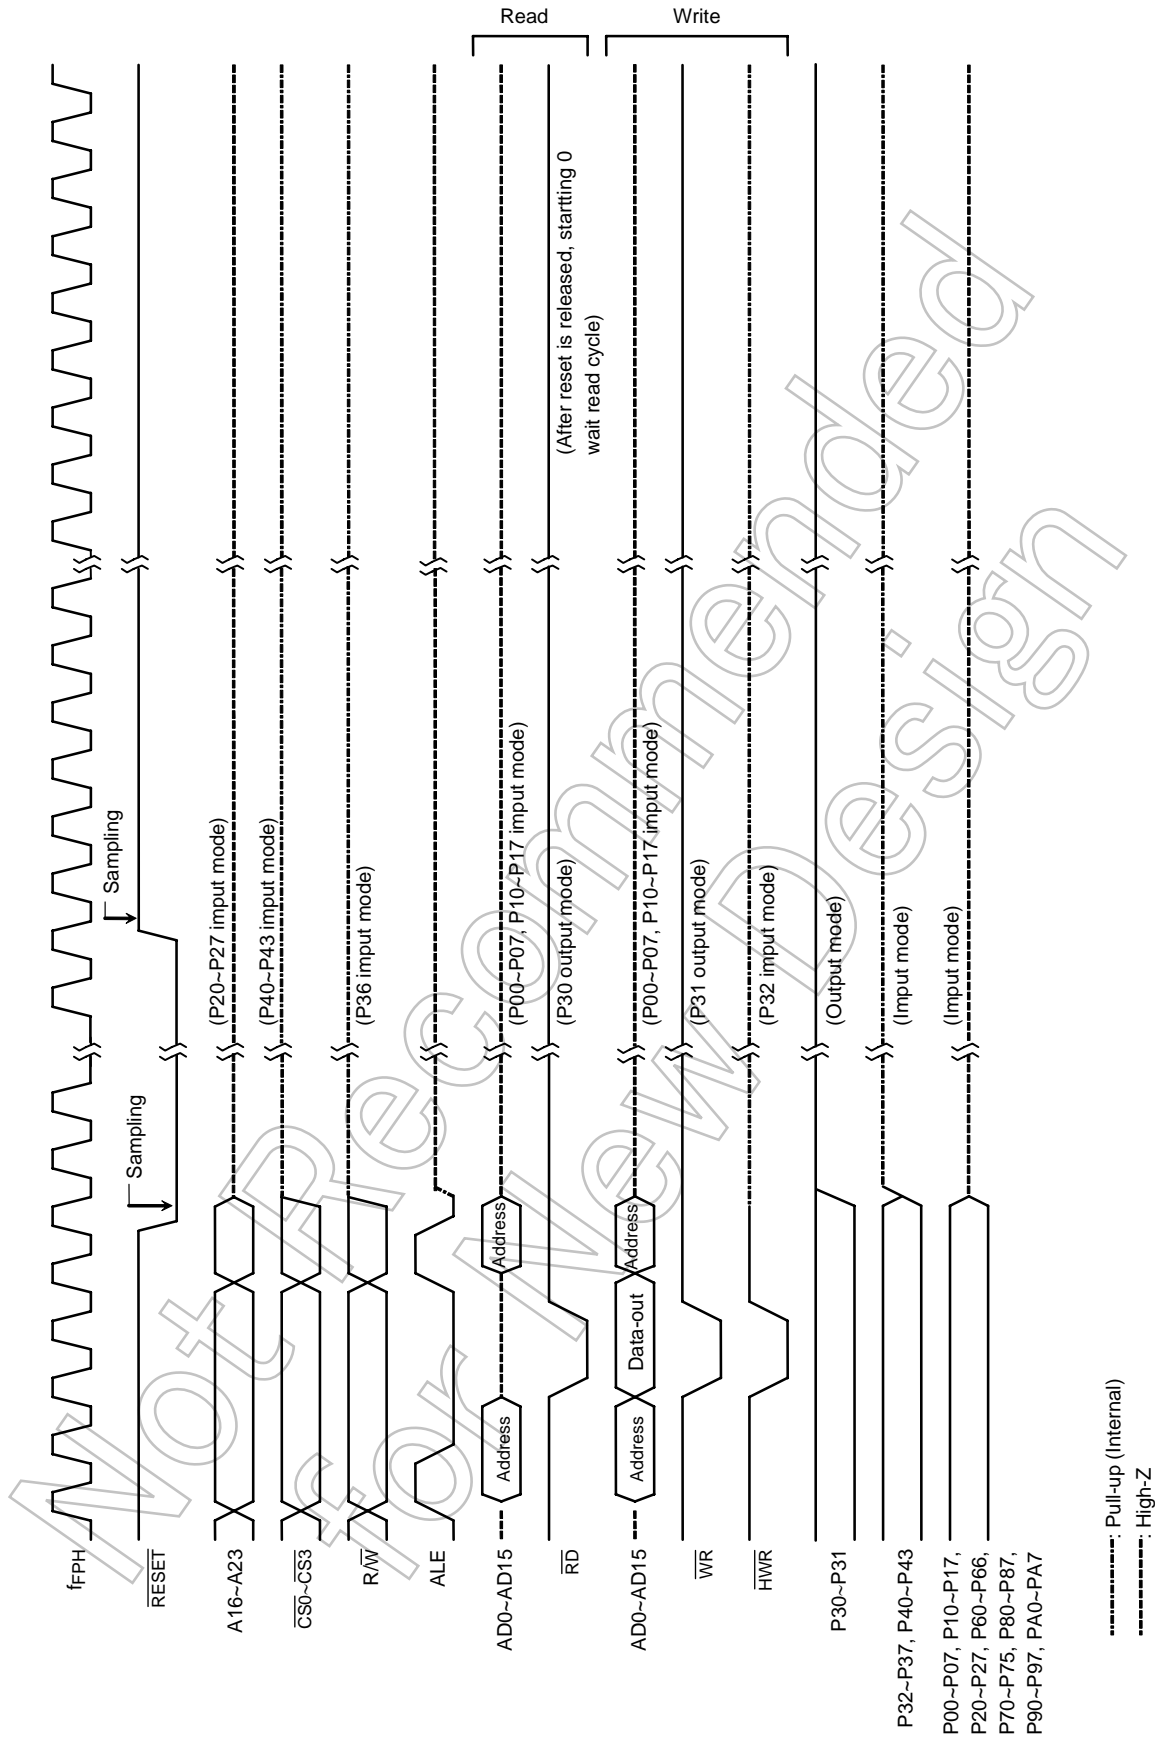 Read
Write
fFPH
RESET
Sampling
Sampling
A16~A23
(P20~P27 imput mode)
CS0~CS3
(P40~P43 imput mode)
R/W
(P36 imput mode)
ALE
AD0~AD15
Address
Address
(P00~P07, P10~P17 imput mode)
RD
(P30 output mode)
(After reset is released, startting 0
wait read cycle)
AD0~AD15
Address
Data-out
Address
(P00~P07, P10~P17 imput mode)
WR
(P31 output mode)
HWR
(P32 imput mode)
P30~P31
(Output mode)
P32~P37, P40~P43
(Imput mode)
P00~P07, P10~P17,
P20~P27, P60~P66,
P70~P75, P80~P87,
P90~P97, PA0~PA7
(Imput mode)
: Pull-up (Internal)
: High-Z
Not Recommended
for New Design